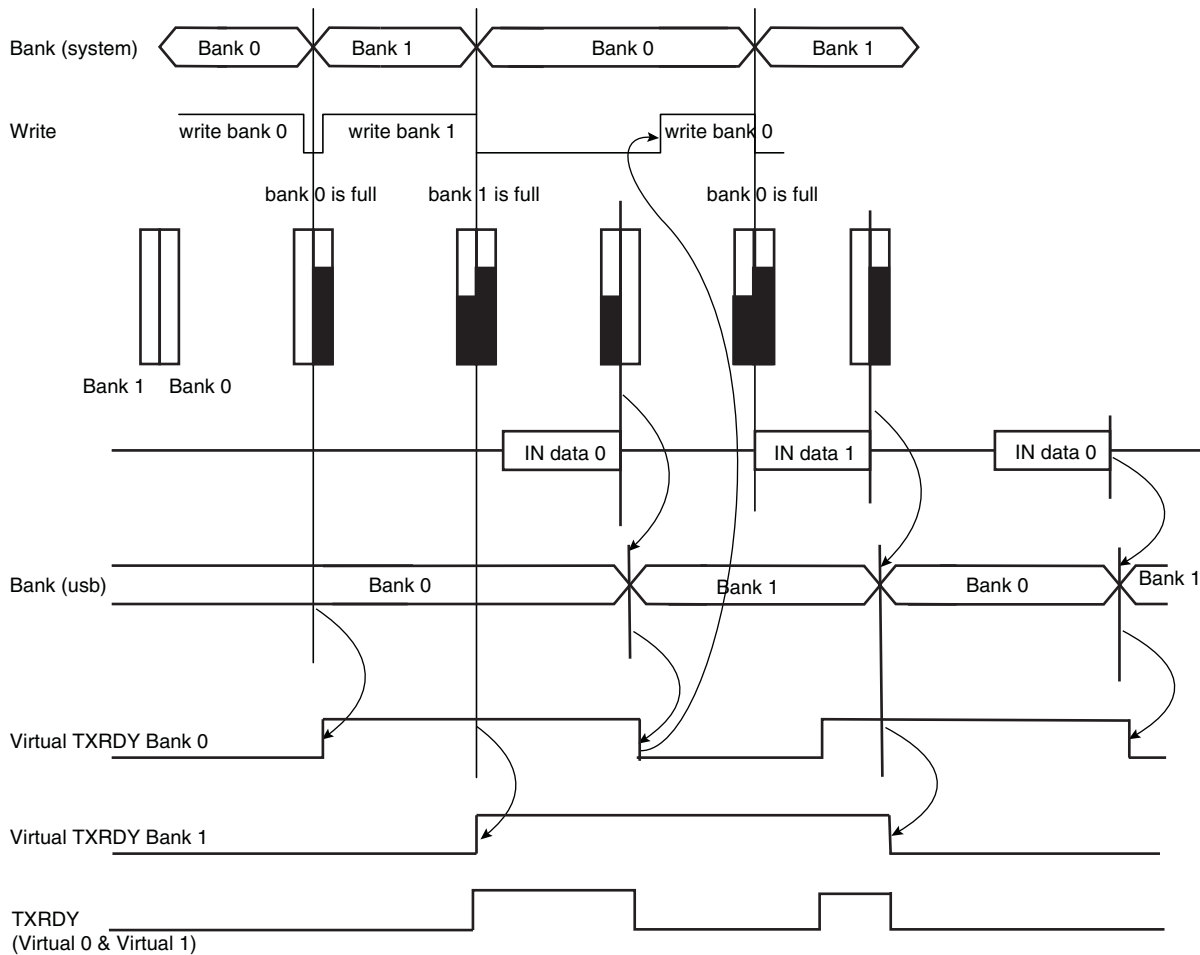 Bank (system)
Bank 0
Bank 1
Bank 0
Bank 1
Write
write bank 0
write bank 1
write bank 0
bank 0 is full
bank 1 is full
bank 0 is full
Bank 1
Bank 0
IN data 0
IN data 1
IN data 0
Bank (usb)
Bank 0
Bank 1
Bank 0
Bank 1
Virtual TXRDY Bank 0
Virtual TXRDY Bank 1
TXRDY
(Virtual 0 & Virtual 1)